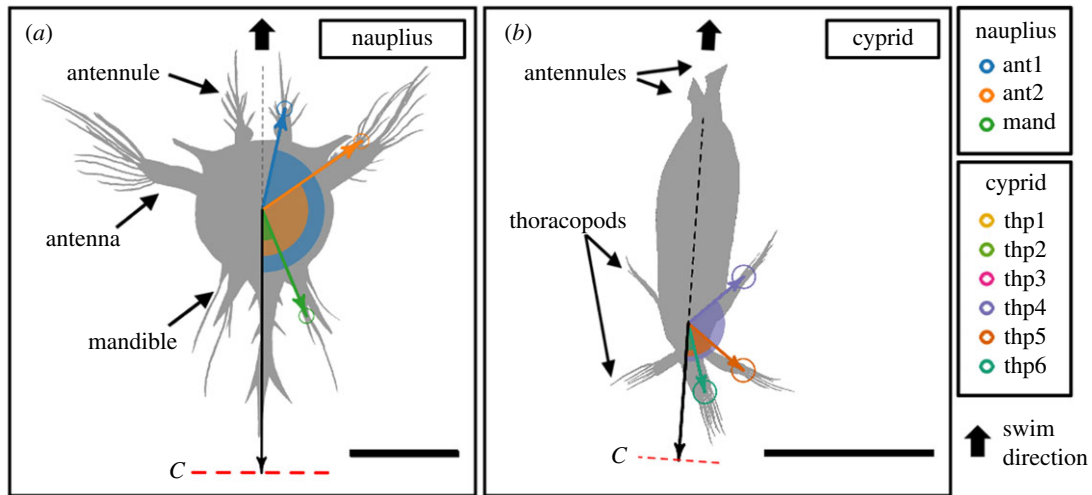 (a)
nauplius
antennule
antenna
mandible
C
(b)
cyprid
antennules
thoracopods
C
nauplius
ant1
ant2
mand
cyprid
thp1
thp2
thp3
thp4
thp5
thp6
swim
direction